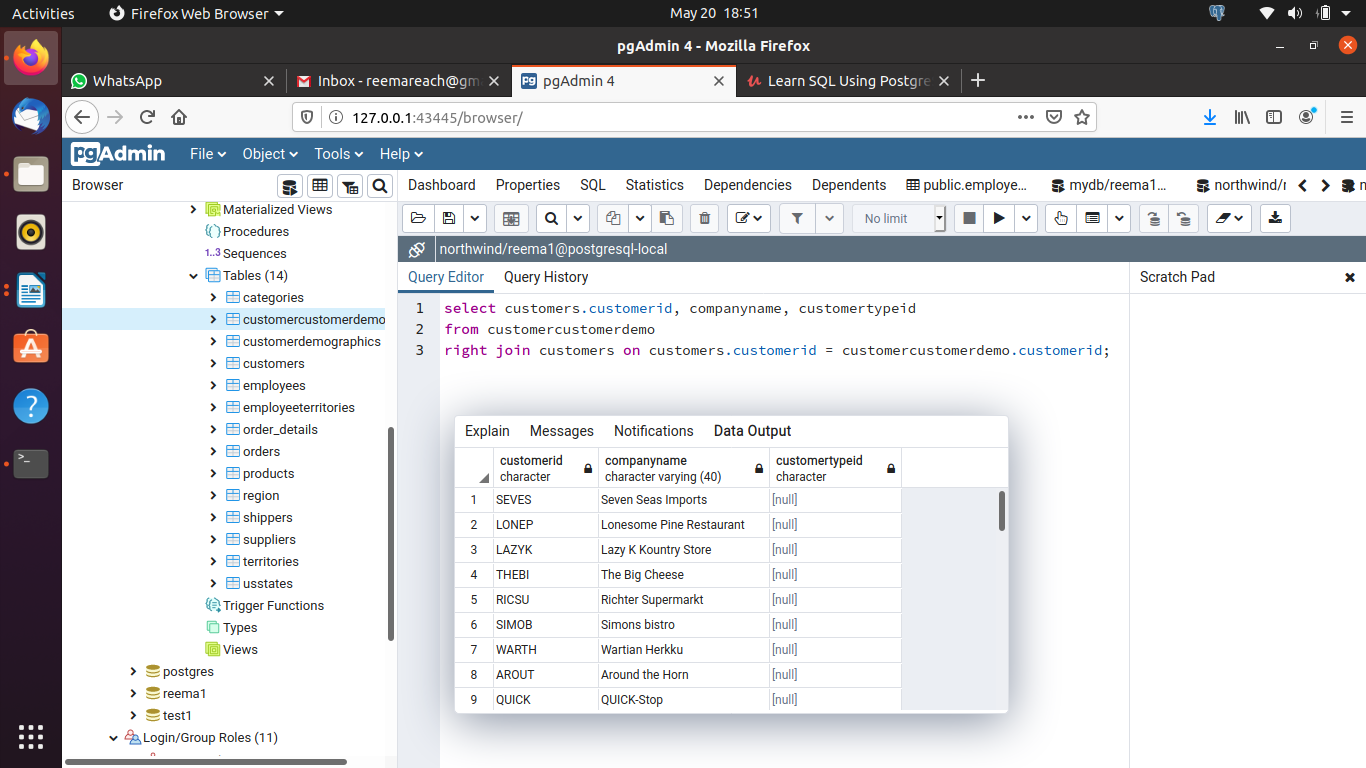 Activities Firefox Web Browser May 20 18:51
pgAdmin 4 - Mozilla Firefox
WhatsApp Inbox - reemareach@gm Pg pgAdmin 4 Learn SQL Using Postgre
127.0.0.1:43445/browser/
pgAdmin File Object Tools Help
Browser Dashboard Properties SQL Statistics Dependencies Dependents public.employe... mydb/reema1... northwind/r
No limit
northwind/reema1@postgresql-local
Query Editor Query History Scratch Pad
Materialized Views
Procedures
1..3 Sequences
Tables (14)
categories
customercustomerdemo
customerdemographics
customers
employees
employeeterritories
order_details
orders
products
region
shippers
suppliers
territories
usstates
Trigger Functions
Types
Views
postgres
reema1
test1
Login/Group Roles (11)
1 select customers.customerid, companyname, customertypeid
2 from customercustomerdemo
3 right join customers on customers.customerid = customercustomerdemo.customerid;
Explain Messages Notifications Data Output
customerid companyname customertypeid
character character varying (40) character
1 SEVES Seven Seas Imports [null]
2 LONEP Lonesome Pine Restaurant [null]
3 LAZYK Lazy K Kountry Store [null]
4 THEBI The Big Cheese [null]
5 RICSU Richter Supermarkt [null]
6 SIMOB Simons bistro [null]
7 WARTH Wartian Herkku [null]
8 AROUT Around the Horn [null]
9 QUICK QUICK-Stop [null]